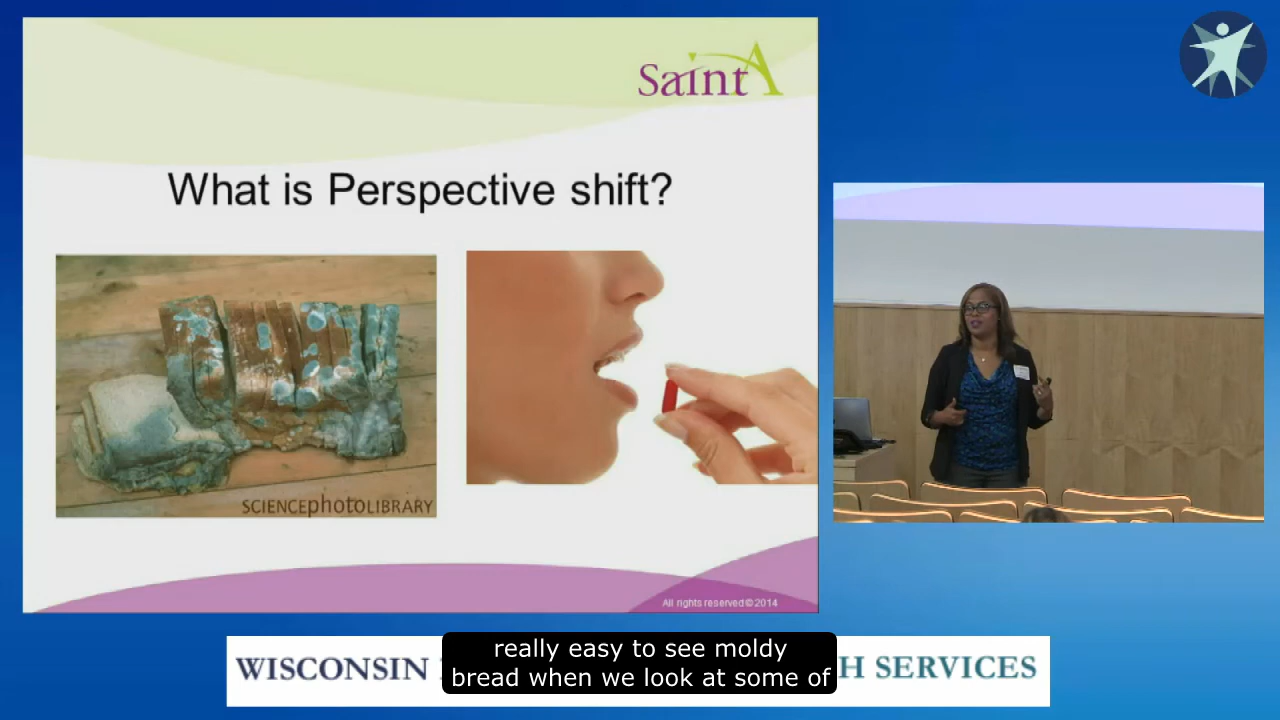 SaintA
What is Perspective shift?
SCIENCEphotoLIBRARY
All rights reserved©2014
WISCONSIN H SERVICES
really easy to see moldy
bread when we look at some of